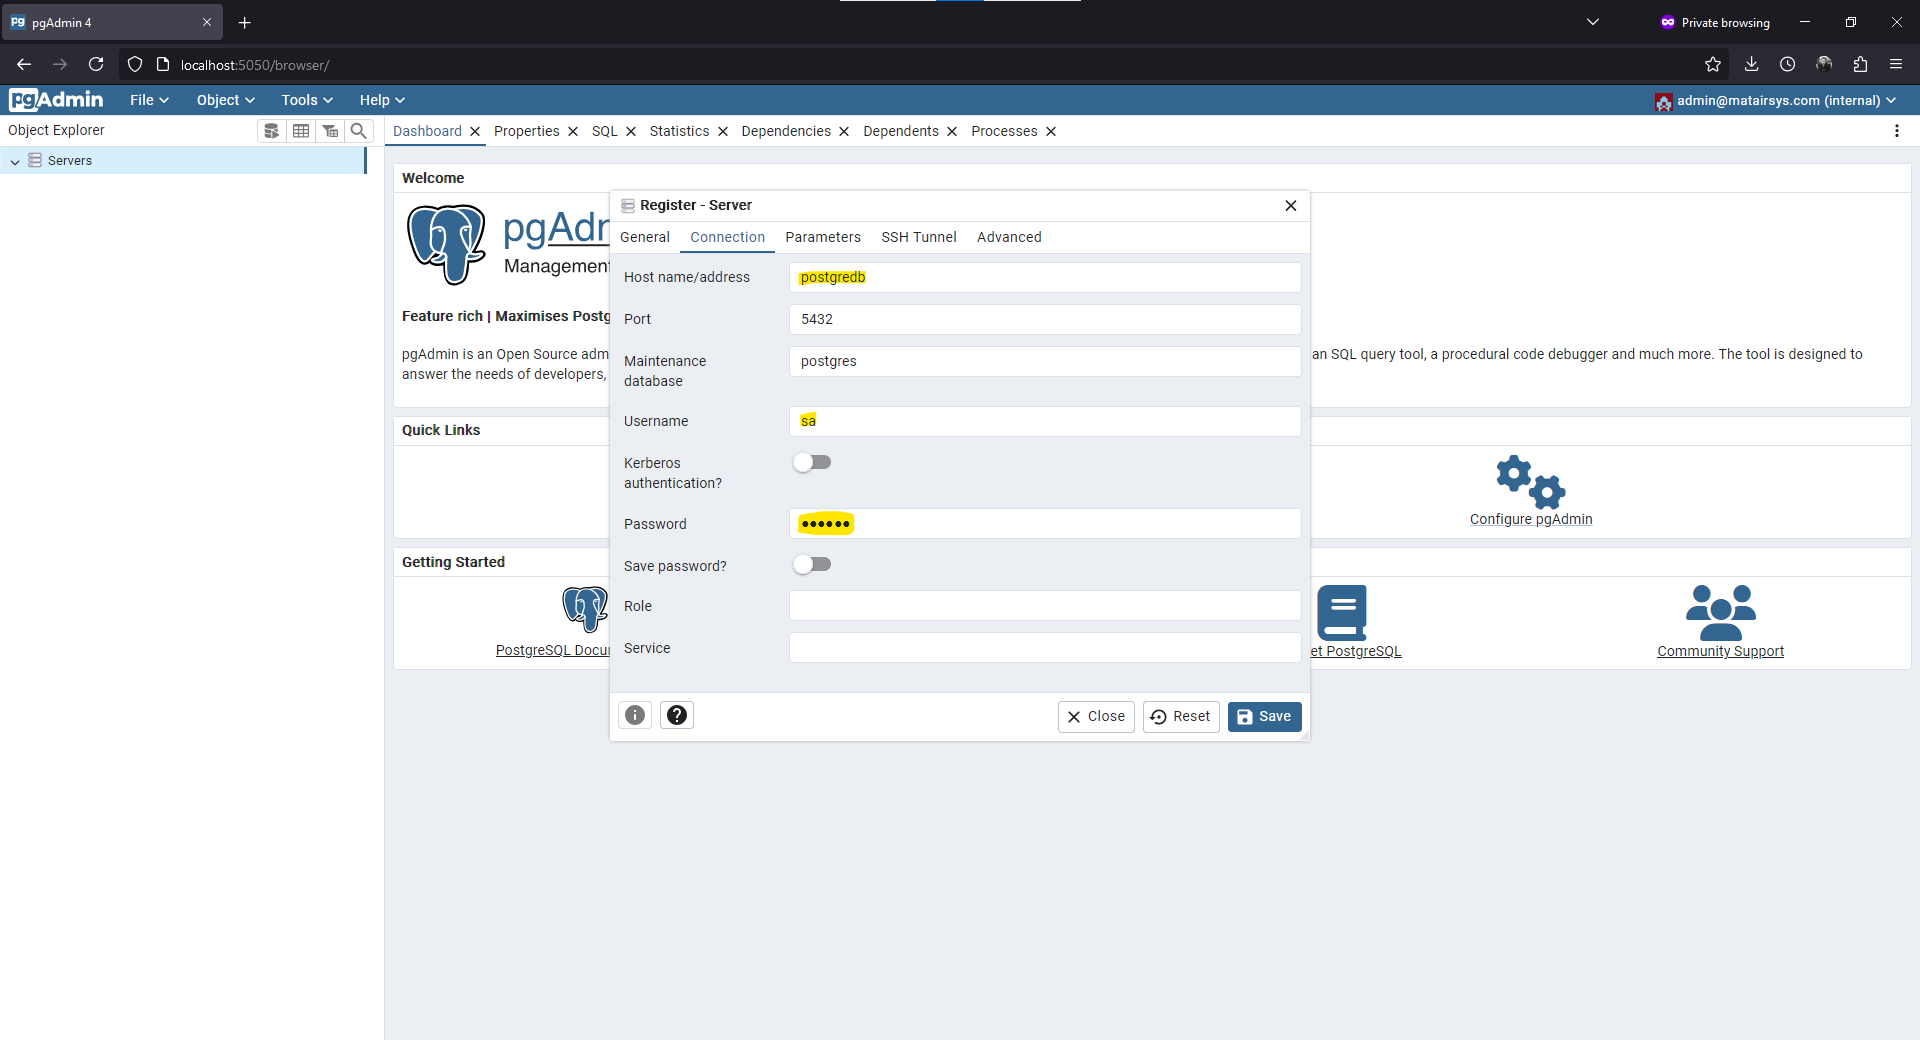 pgAdmin 4
Private browsing
localhost:5050/browser/
pgAdmin File Object Tools Help admin@matairsys.com (internal)
Object Explorer
Servers
Dashboard Properties SQL Statistics Dependencies Dependents Processes
Welcome
pgAdm
Management
Feature rich | Maximises Postg
pgAdmin is an Open Source adm an SQL query tool, a procedural code debugger and much more. The tool is designed to
answer the needs of developers,
Quick Links
Configure pgAdmin
Getting Started
PostgreSQL Docu
et PostgreSQL
Community Support
Register - Server
General Connection Parameters SSH Tunnel Advanced
Host name/address postgredb
Port 5432
Maintenance
database
postgres
Username sa
Kerberos
authentication?
Password ●●●●●●
Save password?
Role
Service
Close Reset Save